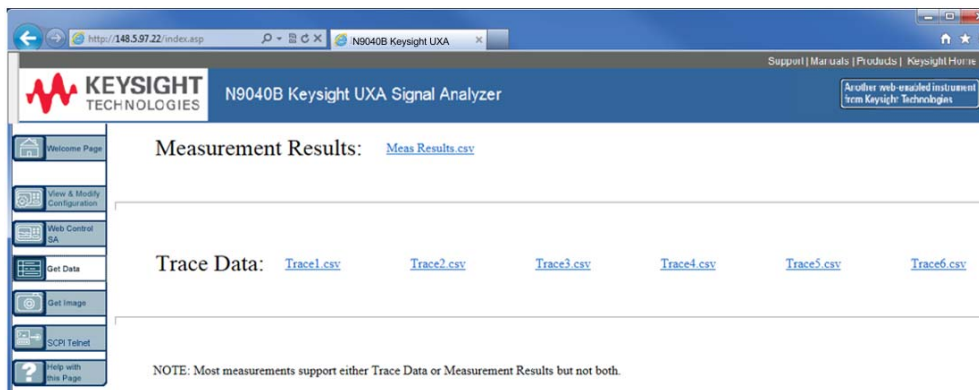 http://148.5.97.22/index.asp
N9040B Keysight UXA
Support | Manuals | Products | Keysight Home
KEYSIGHT
TECHNOLOGIES
N9040B Keysight UXA Signal Analyzer
Another web-enabled instrument
from Keysight Technologies
Welcome Page
Measurement Results: Meas Results.csv
View & Modify
Configuration
Web Control
SA
Get Data
Trace Data: Trace1.csv Trace2.csv Trace3.csv Trace4.csv Trace5.csv Trace6.csv
Get Image
SCPI Telnet
Help with
this Page
NOTE: Most measurements support either Trace Data or Measurement Results but not both.